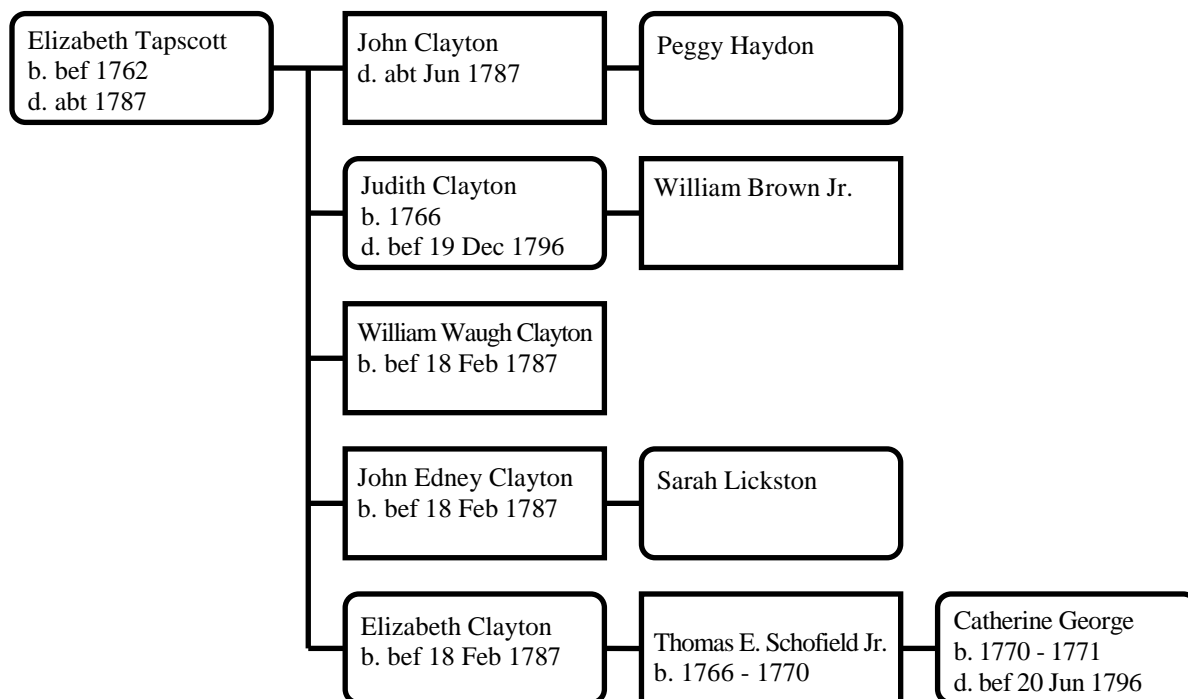 Elizabeth Tapscott
b. bef 1762
d. abt 1787
John Clayton
d. abt Jun 1787
Peggy Haydon
Judith Clayton
b. 1766
d. bef 19 Dec 1796
William Brown Jr.
William Waugh Clayton
b. bef 18 Feb 1787
John Edney Clayton
b. bef 18 Feb 1787
Sarah Lickston
Elizabeth Clayton
b. bef 18 Feb 1787
Thomas E. Schofield Jr.
b. 1766 - 1770
Catherine George
b. 1770 - 1771
d. bef 20 Jun 1796